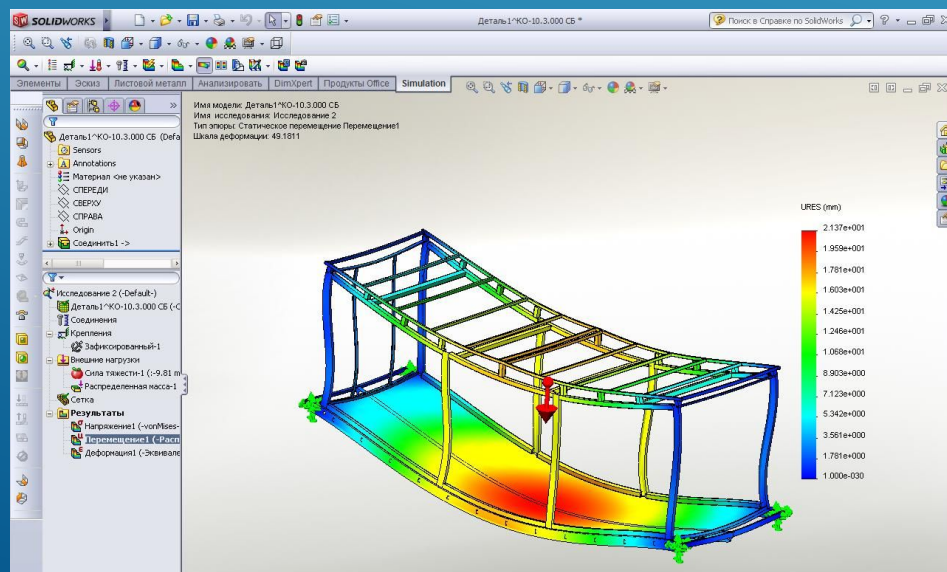 SOLIDWORKS
Деталь1^КО-10.3.000 СБ *
Поиск в Справке по SolidWorks
Элементы
Эскиз
Листовой металл
Анализировать
DimXpert
Продукты Office
Simulation
Имя модели: Деталь1^КО-10.3.000 СБ
Имя исследования: Исследование 2
Тип эпюры: Статическое перемещение Перемещение1
Шкала деформации: 49.1811
Деталь1^КО-10.3.000 СБ (Defa
Sensors
Annotations
Материал <не указан>
СПЕРЕДИ
СВЕРХУ
СПРАВА
Origin
Соединить1 ->
Исследование 2 (-Default-)
Деталь1^КО-10.3.000 СБ (-С
Соединения
Крепления
Зафиксированный-1
Внешние нагрузки
Сила тяжести-1 (:-9.81 m
Распределенная масса-1
Сетка
Результаты
Напряжение1 (-vonMises-
Перемещение1 (-Расп
Деформация1 (-Эквивале
URES (mm)
2.137e+001
1.959e+001
1.781e+001
1.603e+001
1.425e+001
1.246e+001
1.068e+001
8.903e+000
7.123e+000
5.342e+000
3.561e+000
1.781e+000
1.000e-030